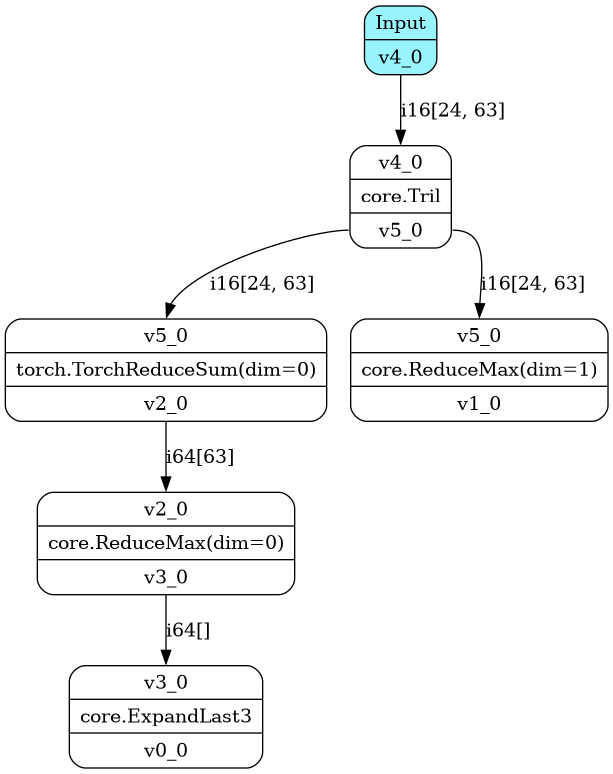 Input
v4_0
i16[24, 63]
v4_0
core.Tril
v5_0
i16[24, 63]
i16[24, 63]
v5_0
torch.TorchReduceSum(dim=0)
v2_0
v5_0
core.ReduceMax(dim=1)
v1_0
i64[63]
v2_0
core.ReduceMax(dim=0)
v3_0
i64[]
v3_0
core.ExpandLast3
v0_0